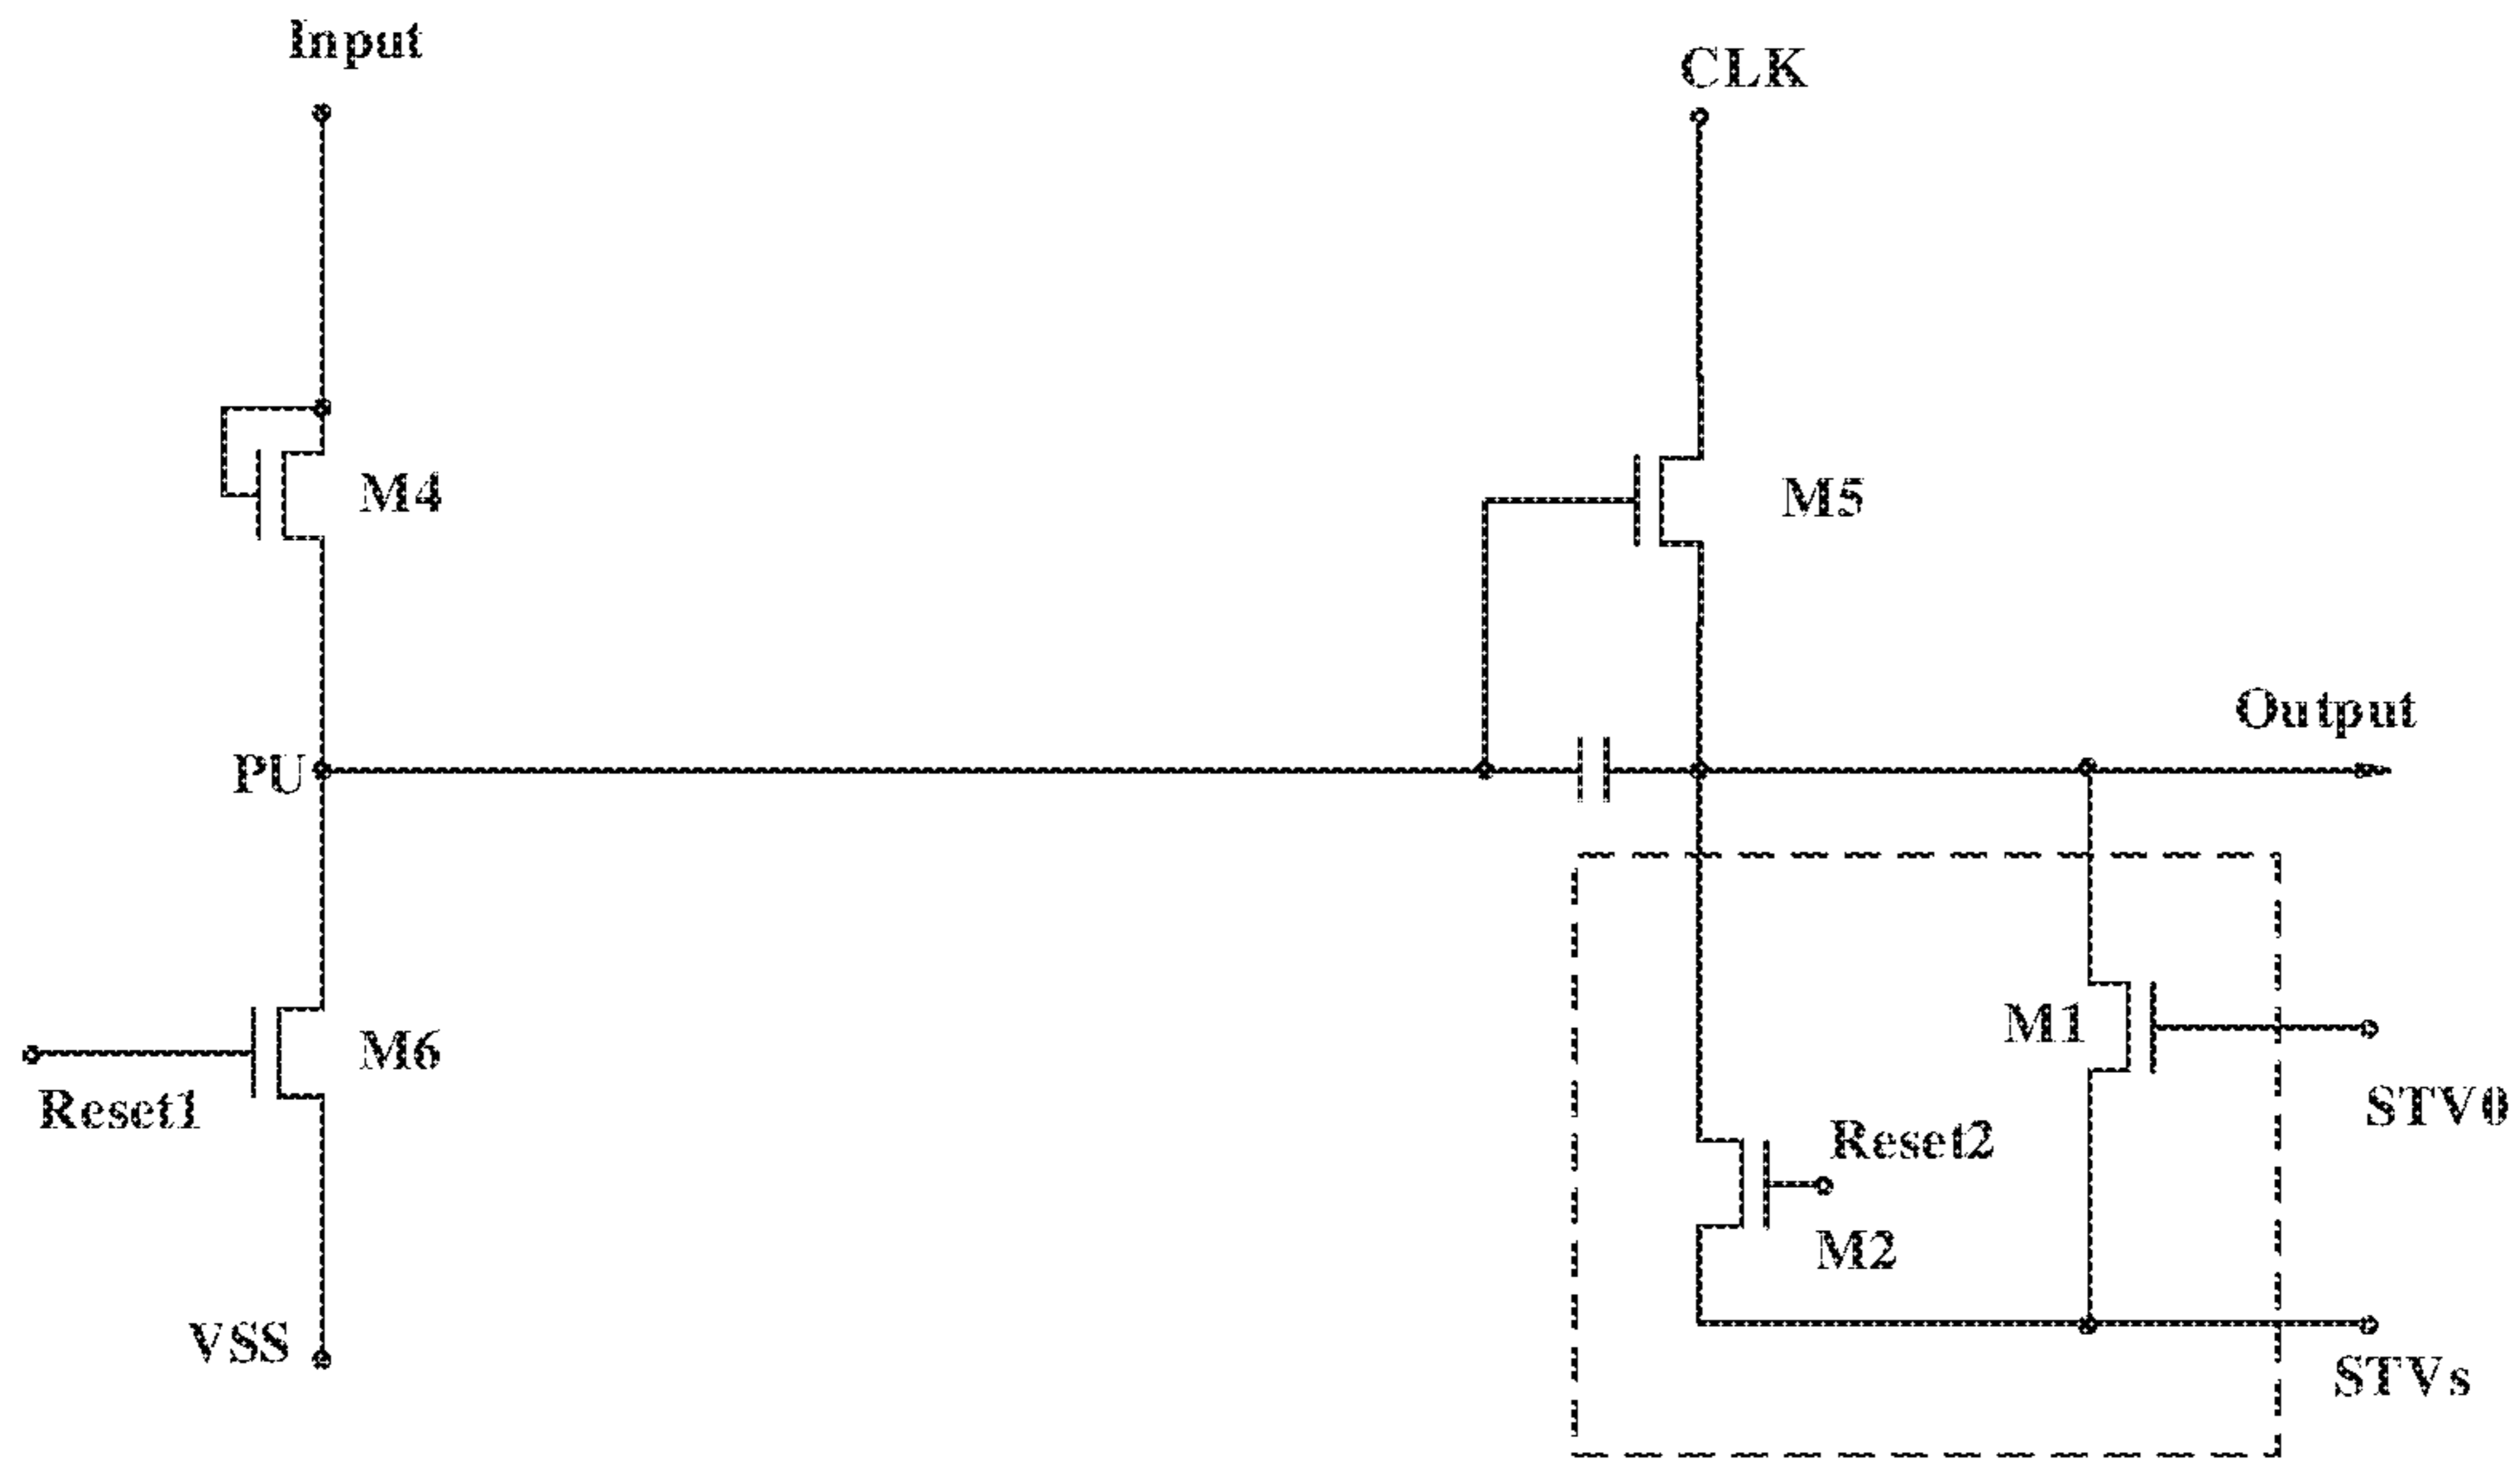 Input
CLK
M4
M5
Output
PU
M1
M6
Reset1
STV0
Reset2
M2
VSS
STVs